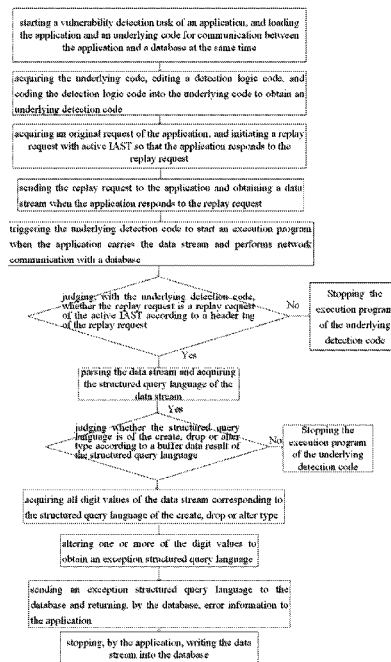 starting a vulnerability detection task of an application, and loading
the application and an underlying code for communication between
the application and a database at the same time
acquiring the underlying code, editing a detection logic code, and
coding the detection logic code into the underlying code to obtain an
underlying detection code
acquiring an original request of the application, and initiating a replay
request with active IAST so that the application responds to the
replay request
sending the replay request to the application and obtaining a data
stream when the application responds to the replay request
triggering the underlying detection code to start an execution program
when the application carries the data stream and performs network
communication with a database
judging, with the underlying detection code,
whether the replay request is a replay request
of the active IAST according to a header tag
of the replay request
No
Stopping the
execution program
of the underlying
detection code
Yes
parsing the data stream and acquiring
the structured query language of the
data stream
Yes
judging whether the structured query
language is of the create, drop or alter
type according to a buffer data result of
the structured query language
No
Stopping the
execution program
of the underlying
detection code
acquiring all digit values of the data stream corresponding to
the structured query language of the create, drop or alter type
altering one or more of the digit values to
obtain an exception structured query language
sending an exception structured query language to the
database and returning, by the database, error information to
the application
stopping, by the application, writing the data
stream into the database